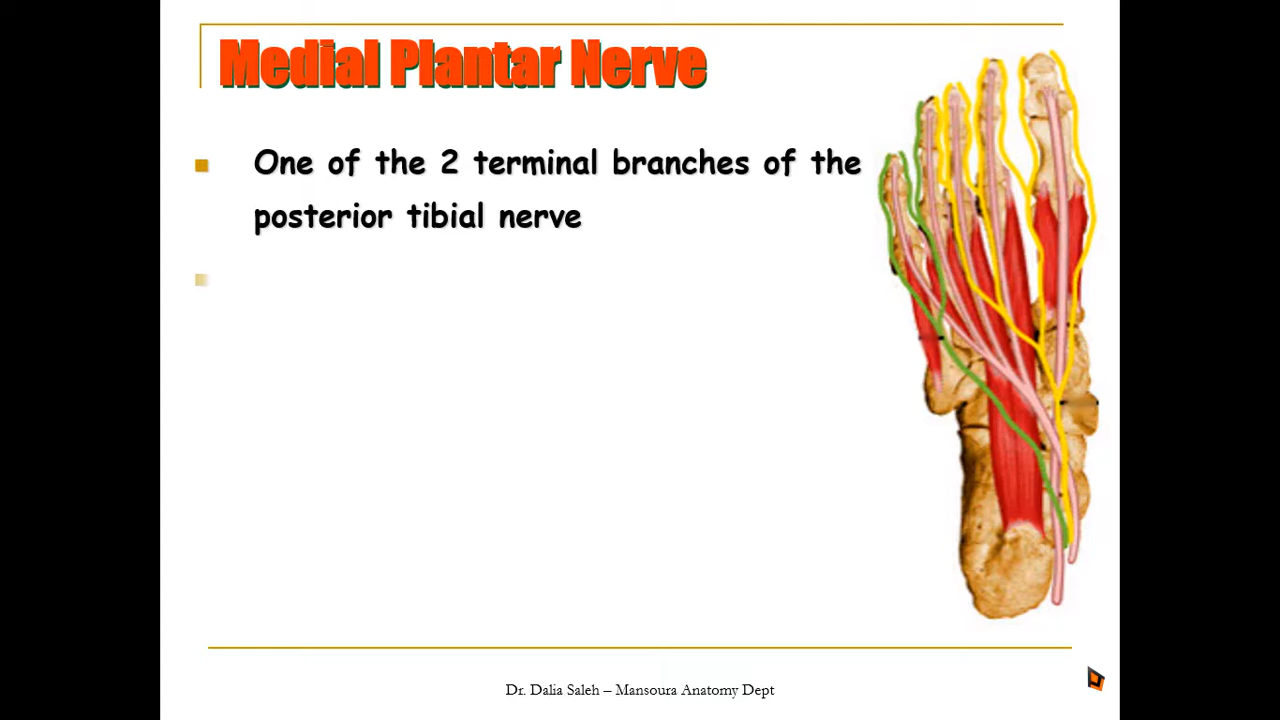 Medial Plantar Nerve
One of the 2 terminal branches of the
posterior tibial nerve
Dr. Dalia Saleh – Mansoura Anatomy Dept